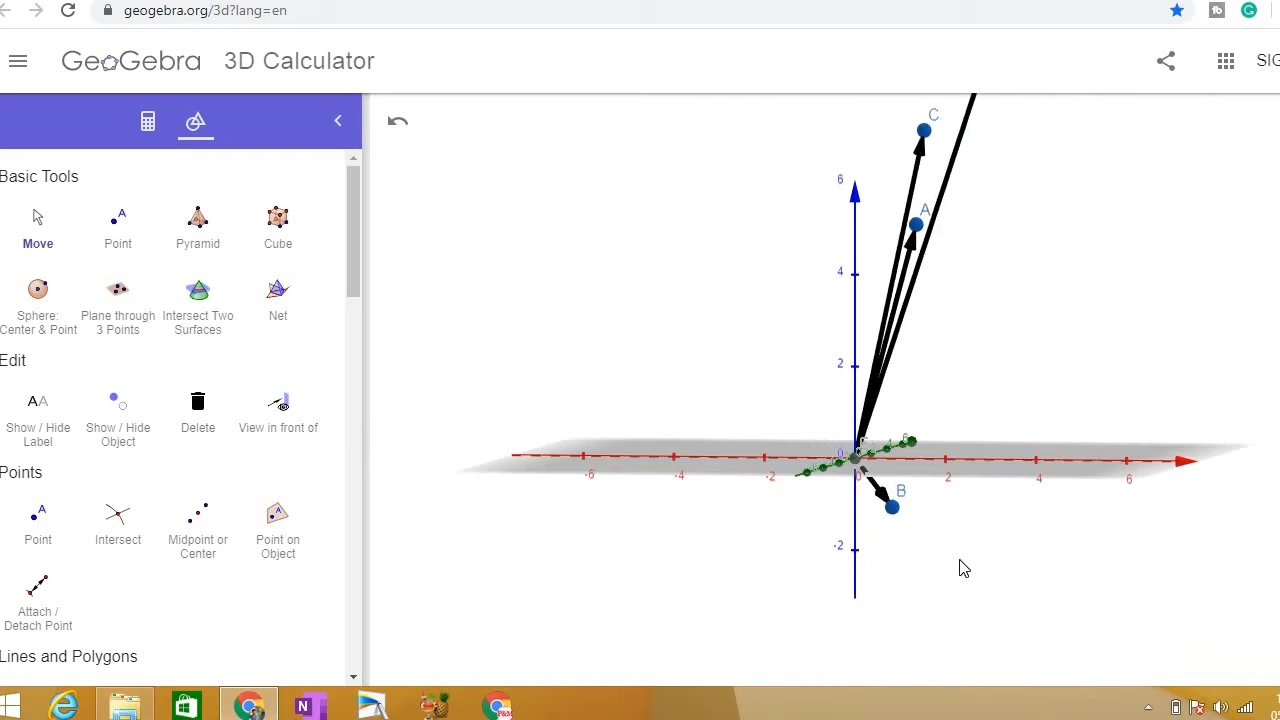 geogebra.org/3d?lang=en
GeoGebra 3D Calculator
SIG
Basic Tools
Move Point Pyramid Cube
Sphere: Center & Point Plane through 3 Points Intersect Two Surfaces Net
Edit
AA
Show / Hide Label Show / Hide Object Delete View in front of
Points
Point Intersect Midpoint or Center Point on Object
Attach / Detach Point
Lines and Polygons
C
6
A
4
2
0
-6 -4 -2 0 2 4 6
B
-2